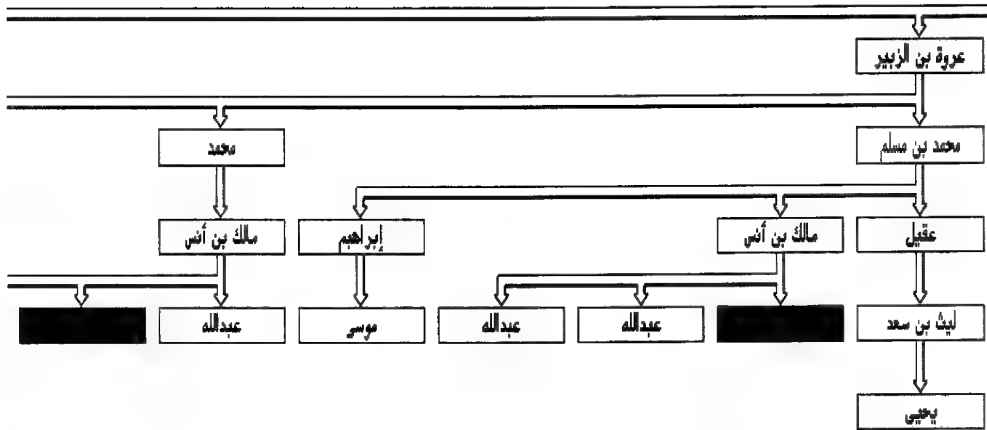 عروة بن الزبير
محمد بن مسلم
محمد
عقيل
مالك بن أنس
إبراهيم
مالك بن أنس
ليث بن سعد
عبدالله
عبدالله
موسى
عبدالله
يحيى